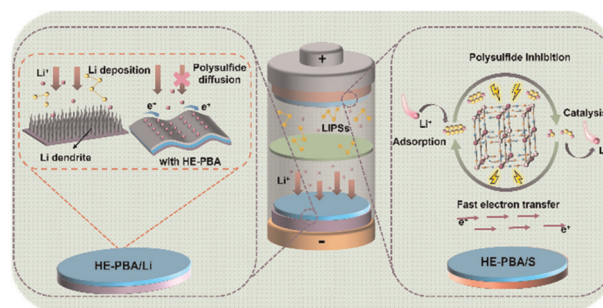 Li⁺
Li deposition
Polysulfide
diffusion
e⁻
e⁻
Li dendrite
with HE-PBA
HE-PBA/Li
+
LIPSs
Li⁺
-
Polysulfide Inhibition
Li⁺
Adsorption
Catalysis
Fast electron transfer
e⁻
e⁻
HE-PBA/S